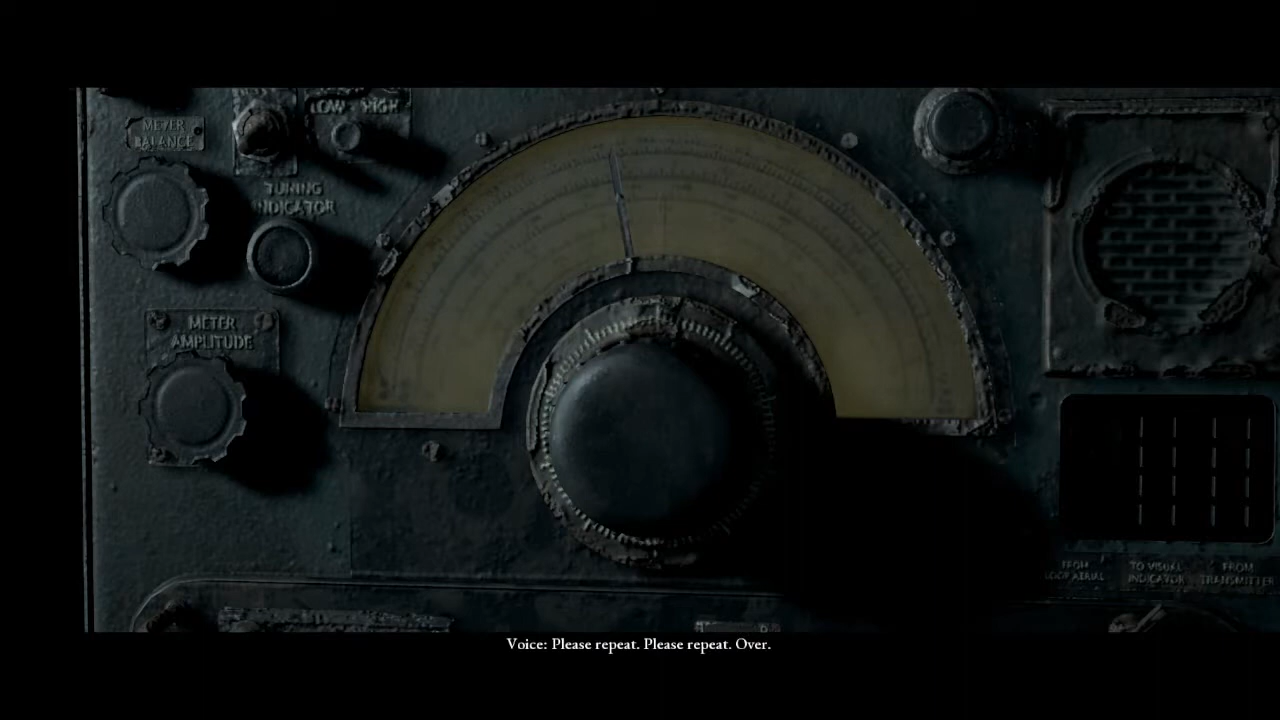 LOW - HIGH
METER
BALANCE
TUNING
INDICATOR
METER
AMPLITUDE
FROM
LOOP AERIAL
TO VISUAL
INDICATOR
FROM
TRANSMITTER
Voice: Please repeat. Please repeat. Over.